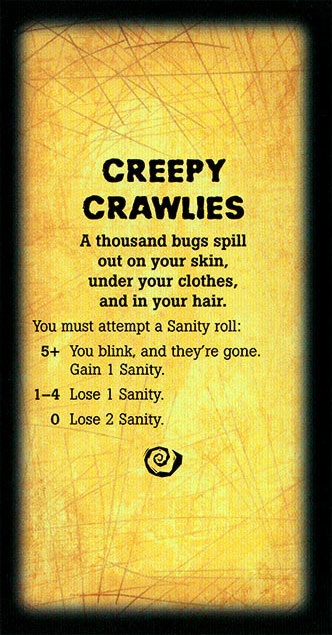 CREEPY
CRAWLIES
A thousand bugs spill
out on your skin,
under your clothes,
and in your hair.
You must attempt a Sanity roll:
5+ You blink, and they're gone.
Gain 1 Sanity.
1–4 Lose 1 Sanity.
0 Lose 2 Sanity.